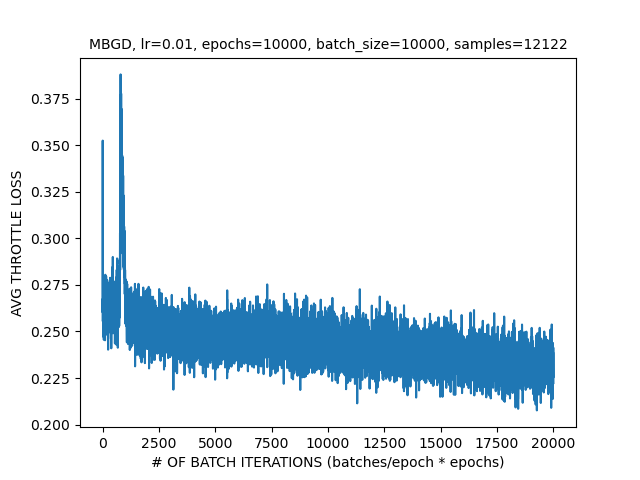 MBGD, lr=0.01, epochs=10000, batch_size=10000, samples=12122
AVG THROTTLE LOSS
0.375
0.350
0.325
0.300
0.275
0.250
0.225
0.200
0 2500 5000 7500 10000 12500 15000 17500 20000
# OF BATCH ITERATIONS (batches/epoch * epochs)